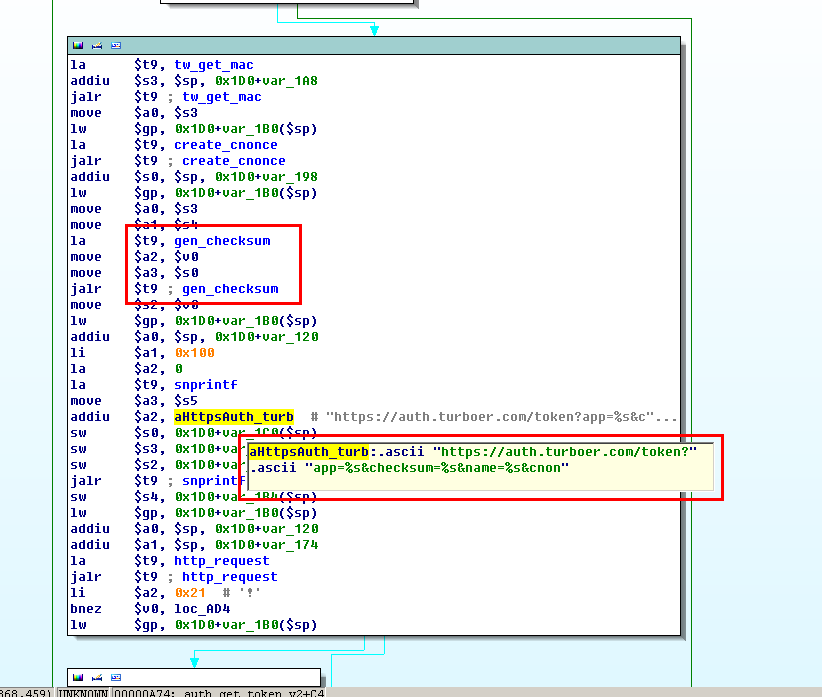 la $t9, tw_get_mac
addiu $s3, $sp, 0x1D0+var_1A8
jalr $t9 ; tw_get_mac
move $a0, $s3
lw $gp, 0x1D0+var_1B0($sp)
la $t9, create_cnonce
jalr $t9 ; create_cnonce
addiu $s0, $sp, 0x1D0+var_198
lw $gp, 0x1D0+var_1B0($sp)
move $a0, $s3
move $a1, $s4
la $t9, gen_checksum
move $a2, $v0
move $a3, $s0
jalr $t9 ; gen_checksum
move $s2, $v0
lw $gp, 0x1D0+var_1B0($sp)
addiu $a0, $sp, 0x1D0+var_120
li $a1, 0x100
la $a2, 0
la $t9, snprintf
move $a3, $s5
addiu $a2, aHttpsAuth_turb # "https://auth.turboer.com/token?app=%s&c"...
sw $s0, 0x1D0+var_1C0($sp)
sw $s3, 0x1D0+var
aHttpsAuth_turb:.ascii "https://auth.turboer.com/token?"
sw $s2, 0x1D0+var
.ascii "app=%s&checksum=%s&name=%s&cnon"
jalr $t9 ; snprintf
sw $s4, 0x1D0+var_1B4($sp)
lw $gp, 0x1D0+var_1B0($sp)
addiu $a0, $sp, 0x1D0+var_120
addiu $a1, $sp, 0x1D0+var_174
la $t9, http_request
jalr $t9 ; http_request
li $a2, 0x21 # '!'
bnez $v0, loc_AD4
lw $gp, 0x1D0+var_1B0($sp)
868,459) UNKNOWN 00000A74: auth_get_token_v2+C4